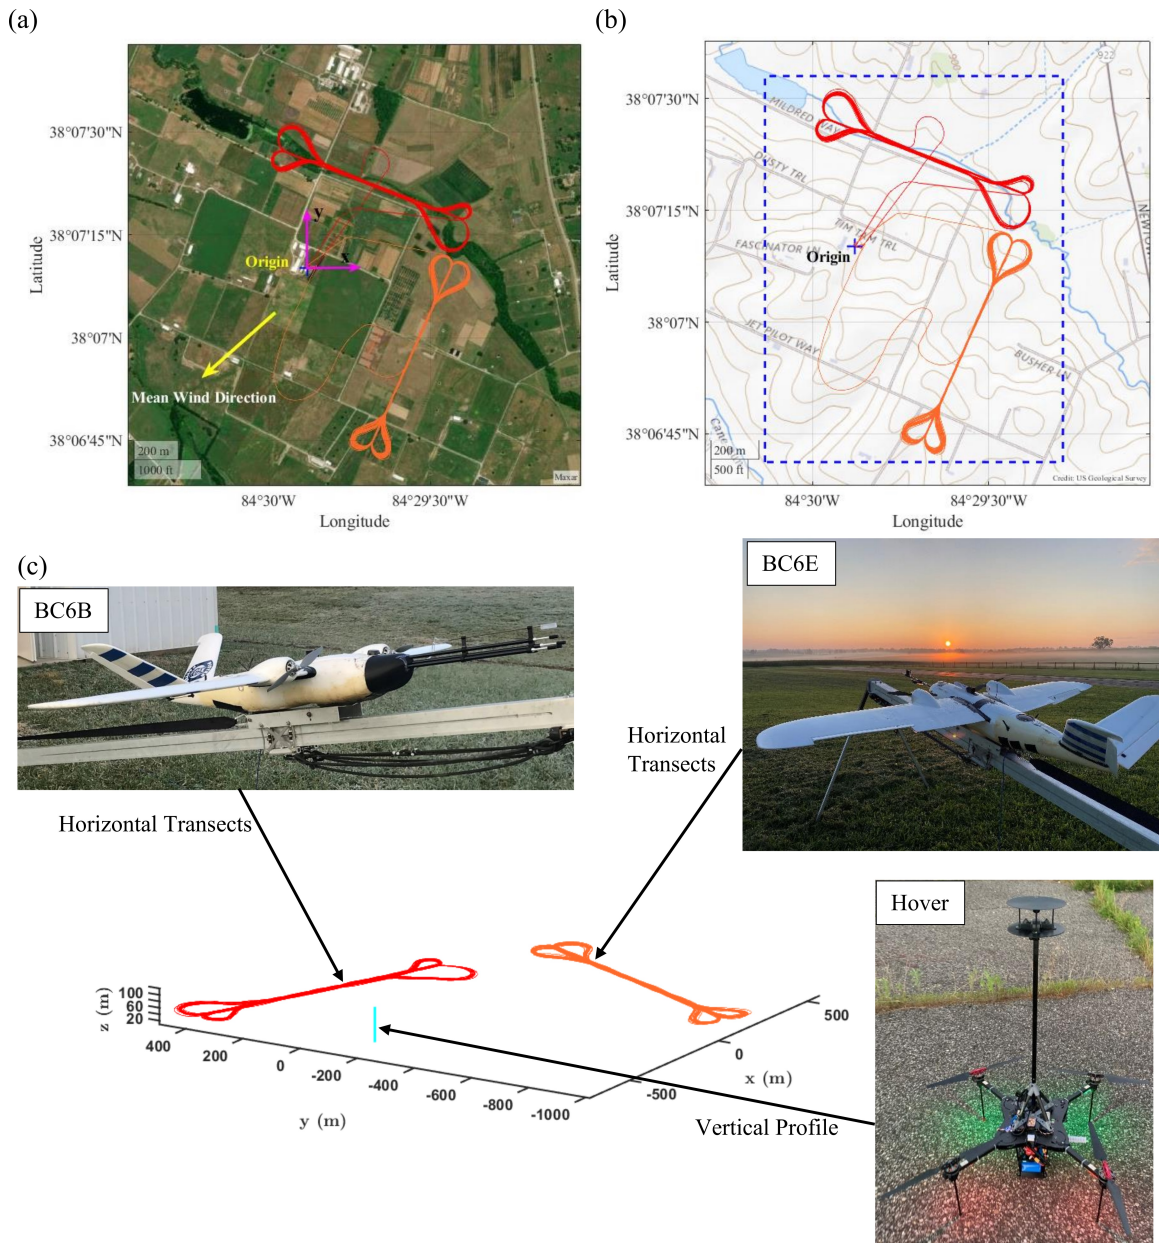 (a)
(b)
38°07'30"N
38°07'15"N
38°07'N
38°06'45"N
Latitude
y
x
Origin
Mean Wind Direction
200 m
1000 ft
Maxar
84°30'W
84°29'30"W
Longitude
38°07'30"N
38°07'15"N
38°07'N
38°06'45"N
Latitude
922
900
MILDRED WAY
DUSTY TRL
TIM TAM TRL
FASCINATOR LN
Origin
JET PILOT WAY
BUSHER LN
200 m
500 ft
Credit: US Geological Survey
84°30'W
84°29'30"W
Longitude
(c)
BC6B
BC6E
Horizontal Transects
Horizontal
Transects
Hover
Vertical Profile
z (m)
100
60
20
400
200
0
-200
-400
-600
-800
-1000
y (m)
-500
0
500
x (m)